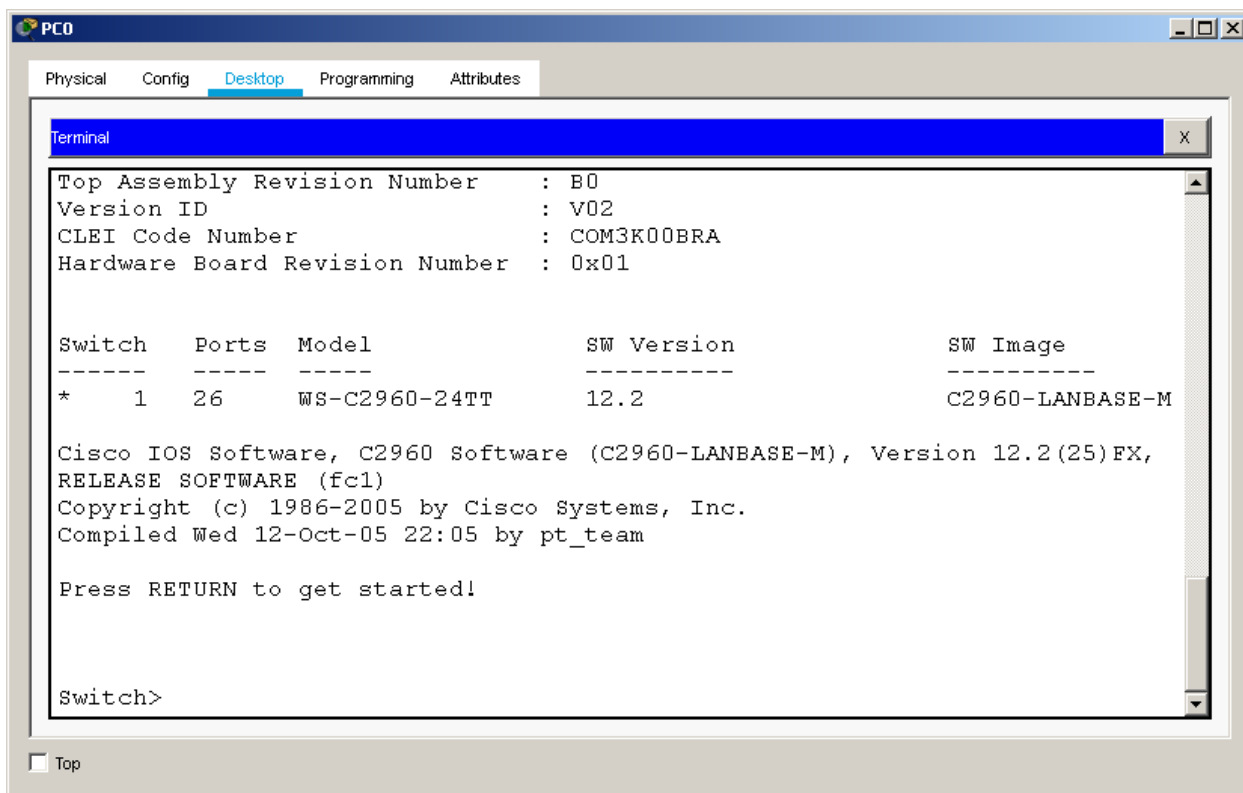 PC0
Physical Config Desktop Programming Attributes
Terminal X
Top Assembly Revision Number : B0
Version ID : V02
CLEI Code Number : COM3K00BRA
Hardware Board Revision Number : 0x01
Switch Ports Model SW Version SW Image
------ ----- ----- ---------- ----------
* 1 26 WS-C2960-24TT 12.2 C2960-LANBASE-M
Cisco IOS Software, C2960 Software (C2960-LANBASE-M), Version 12.2(25)FX,
RELEASE SOFTWARE (fc1)
Copyright (c) 1986-2005 by Cisco Systems, Inc.
Compiled Wed 12-Oct-05 22:05 by pt_team
Press RETURN to get started!
Switch>
Top